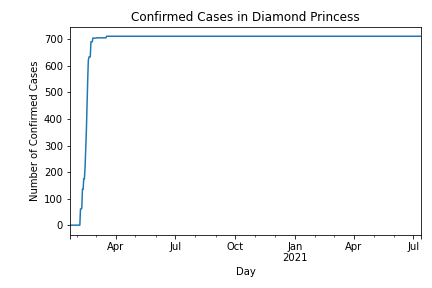 Confirmed Cases in Diamond Princess
Number of Confirmed Cases
700
600
500
400
300
200
100
0
Apr Jul Oct Jan Apr Jul
2021
Day